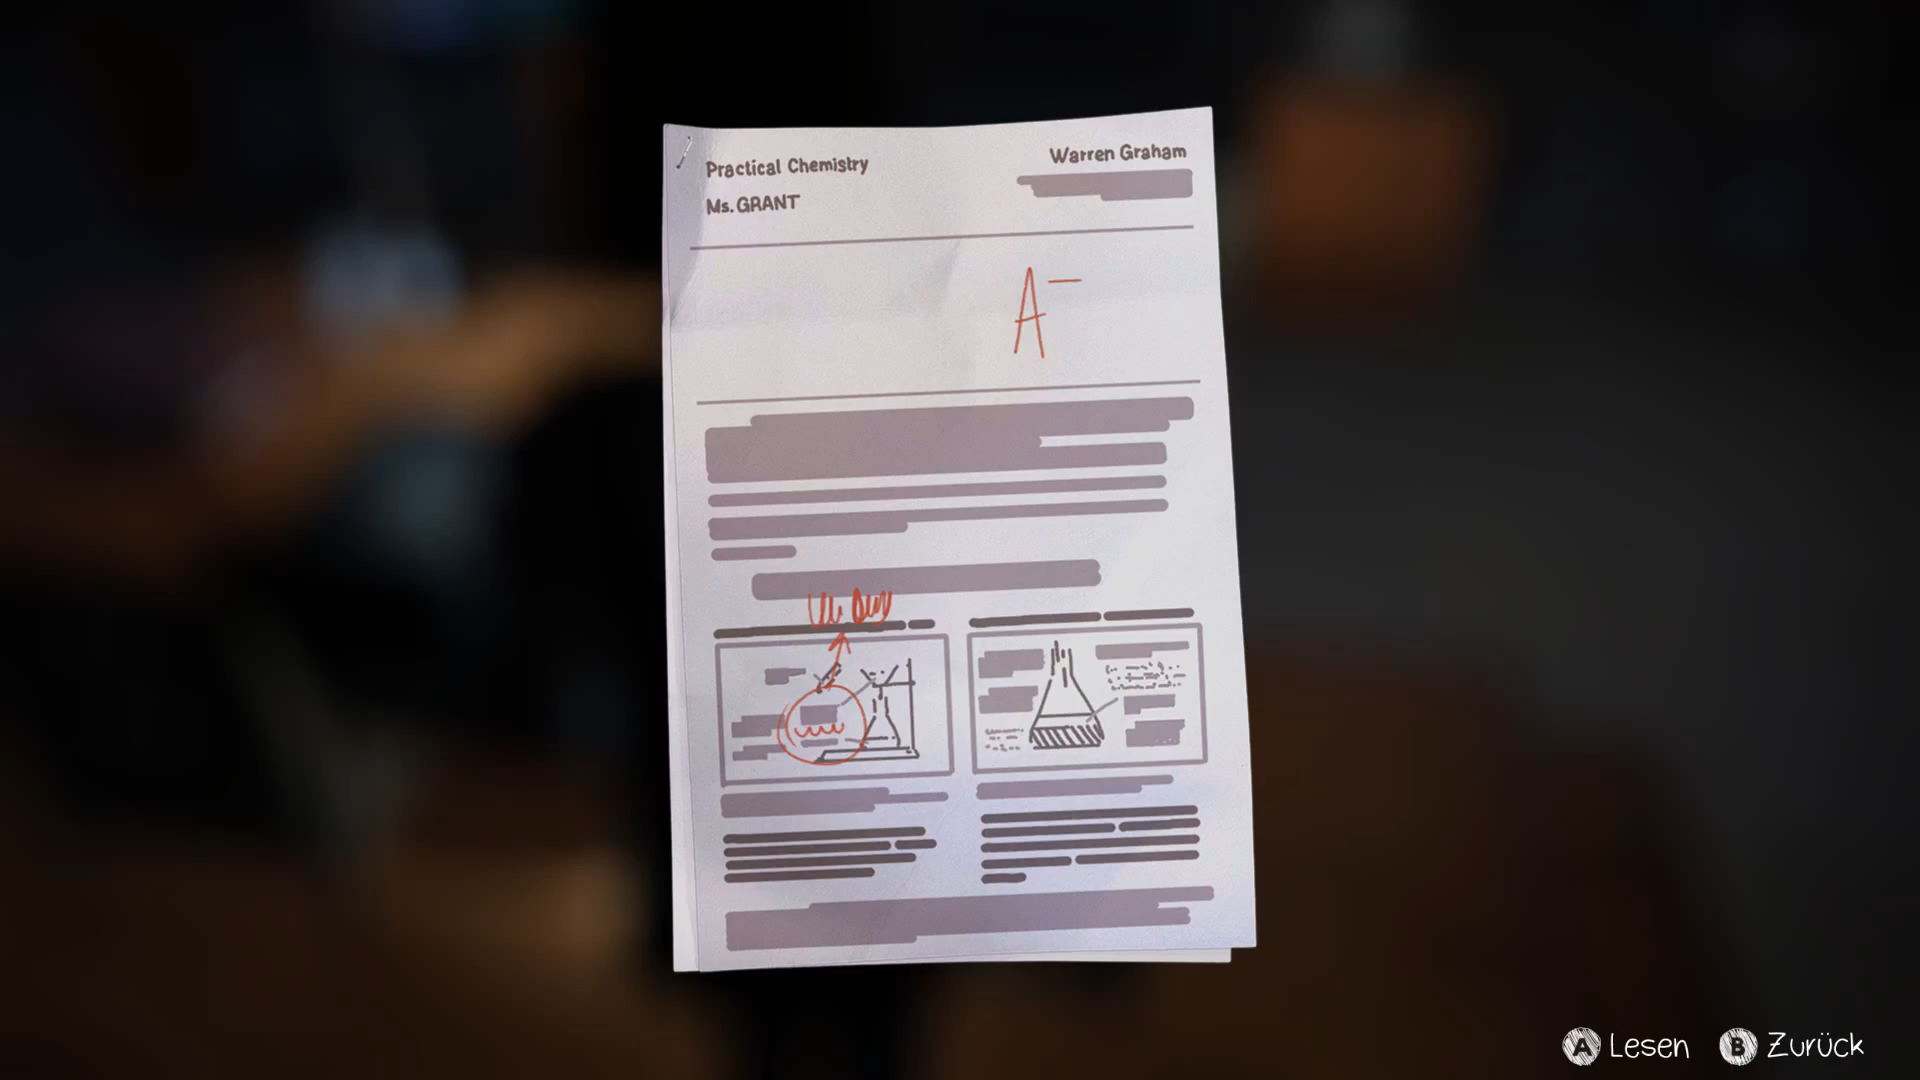 Practical Chemistry
Warren Graham
Ms. GRANT
A-
A Lesen B Zurück